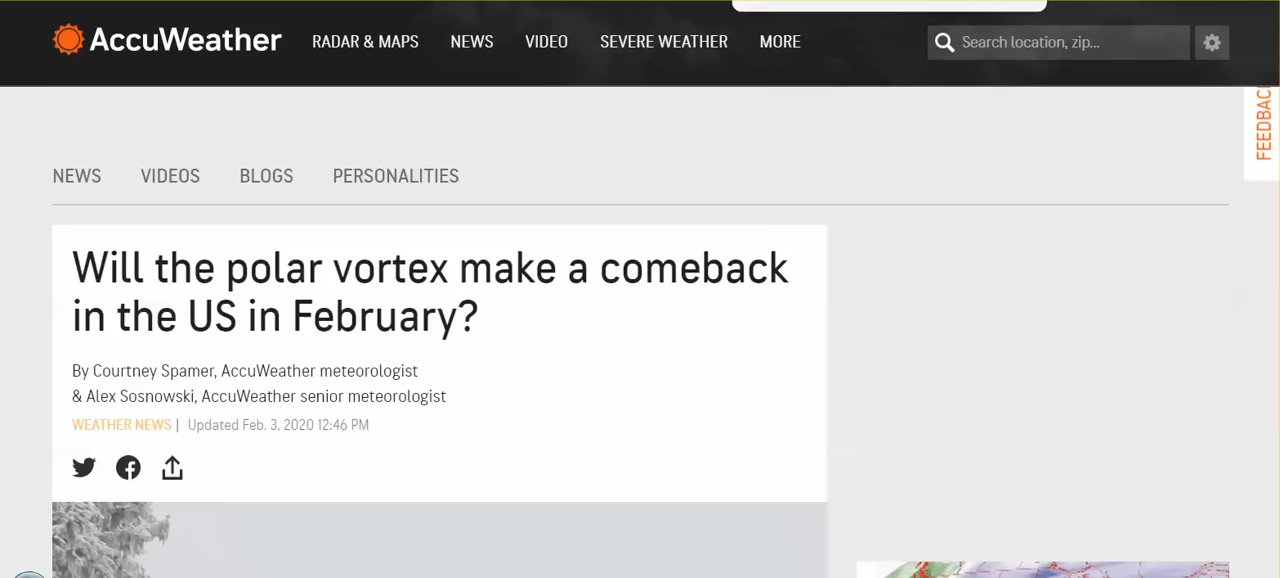 AccuWeather RADAR & MAPS NEWS VIDEO SEVERE WEATHER MORE Search location, zip...
FEEDBACK
NEWS VIDEOS BLOGS PERSONALITIES
Will the polar vortex make a comeback
in the US in February?
By Courtney Spamer, AccuWeather meteorologist
& Alex Sosnowski, AccuWeather senior meteorologist
WEATHER NEWS | Updated Feb. 3, 2020 12:46 PM